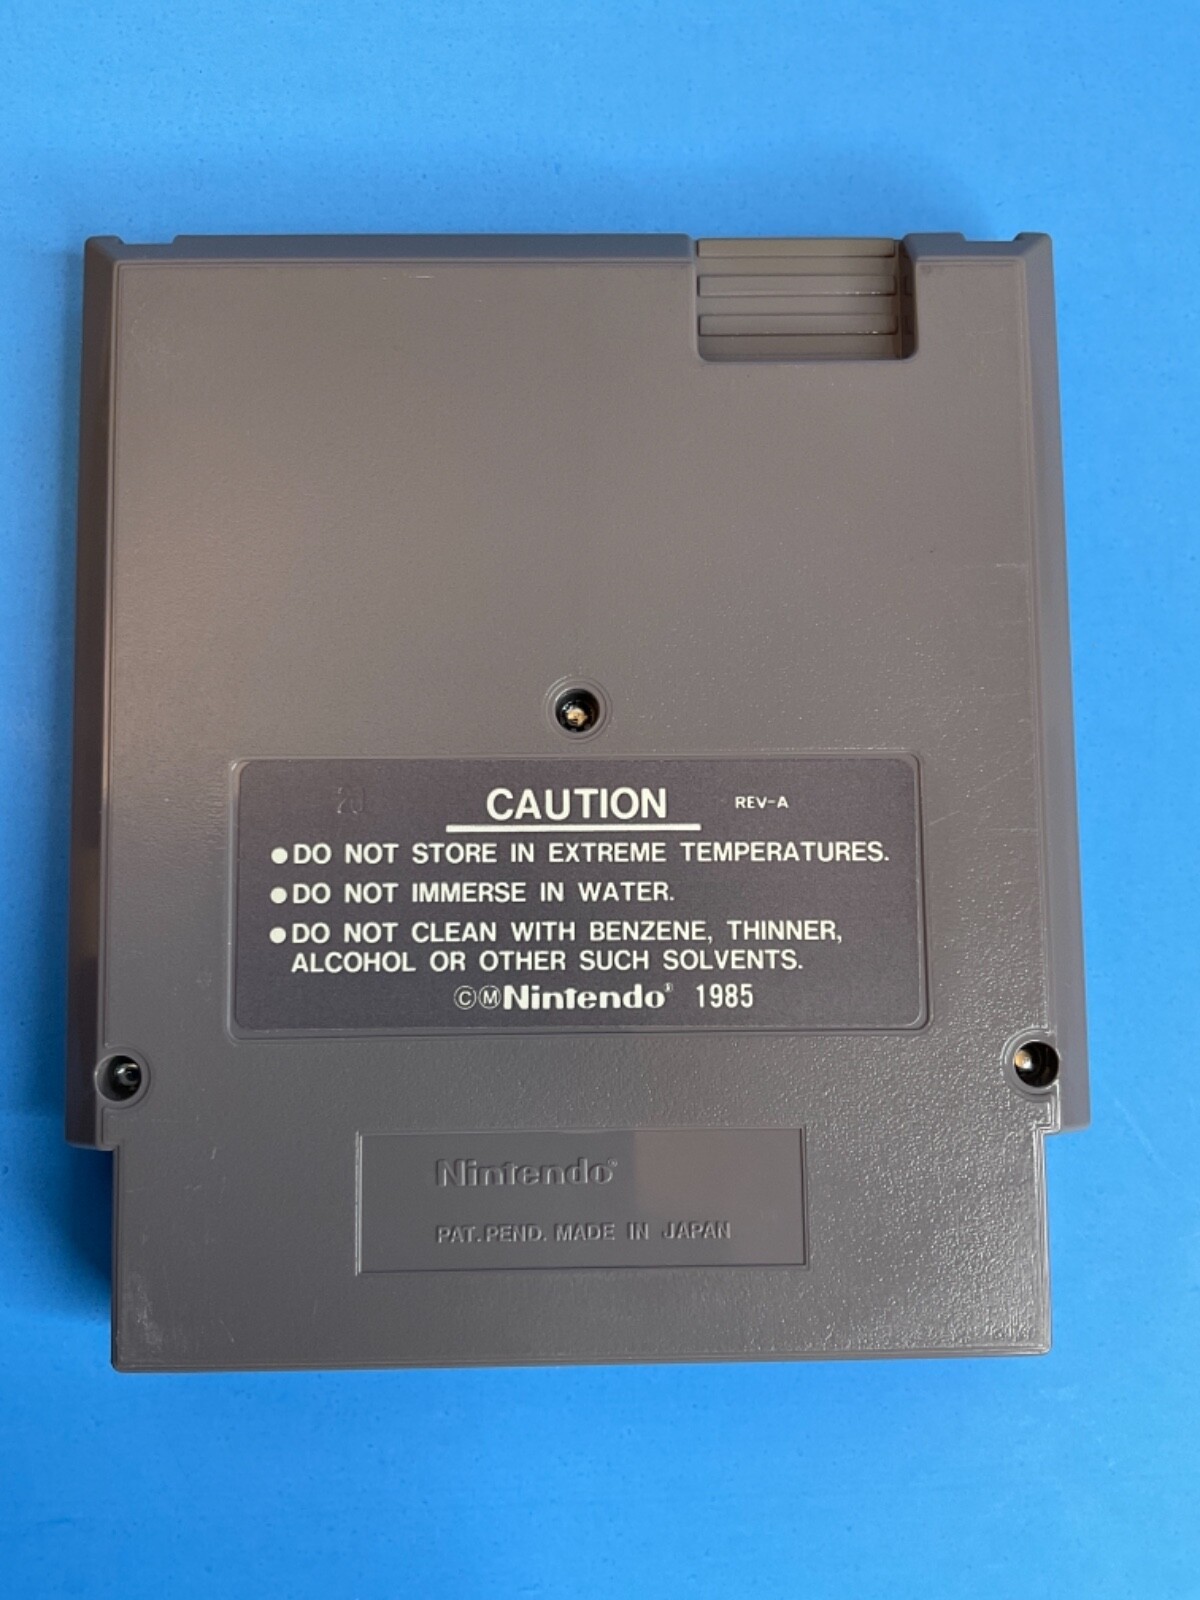 20
CAUTION REV-A
●DO NOT STORE IN EXTREME TEMPERATURES.
●DO NOT IMMERSE IN WATER.
●DO NOT CLEAN WITH BENZENE, THINNER,
ALCOHOL OR OTHER SUCH SOLVENTS.
ⒸⓂNintendo® 1985
Nintendo®
PAT. PEND. MADE IN JAPAN